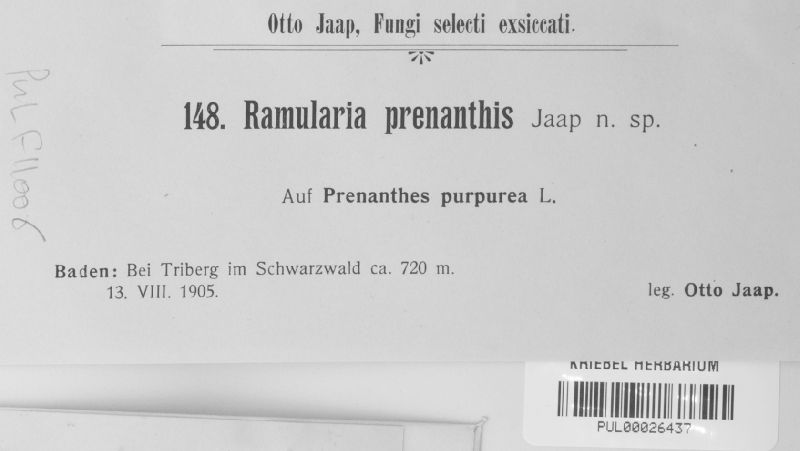 Otto Jaap, Fungi selecti exsiccati.
148. Ramularia prenanthis Jaap n. sp.
Auf Prenanthes purpurea L.
Baden: Bei Triberg im Schwarzwald ca. 720 m.
13. VIII. 1905.
leg. Otto Jaap.
PUL F11006
KRIEBEL HERBARIUM
PUL00026437